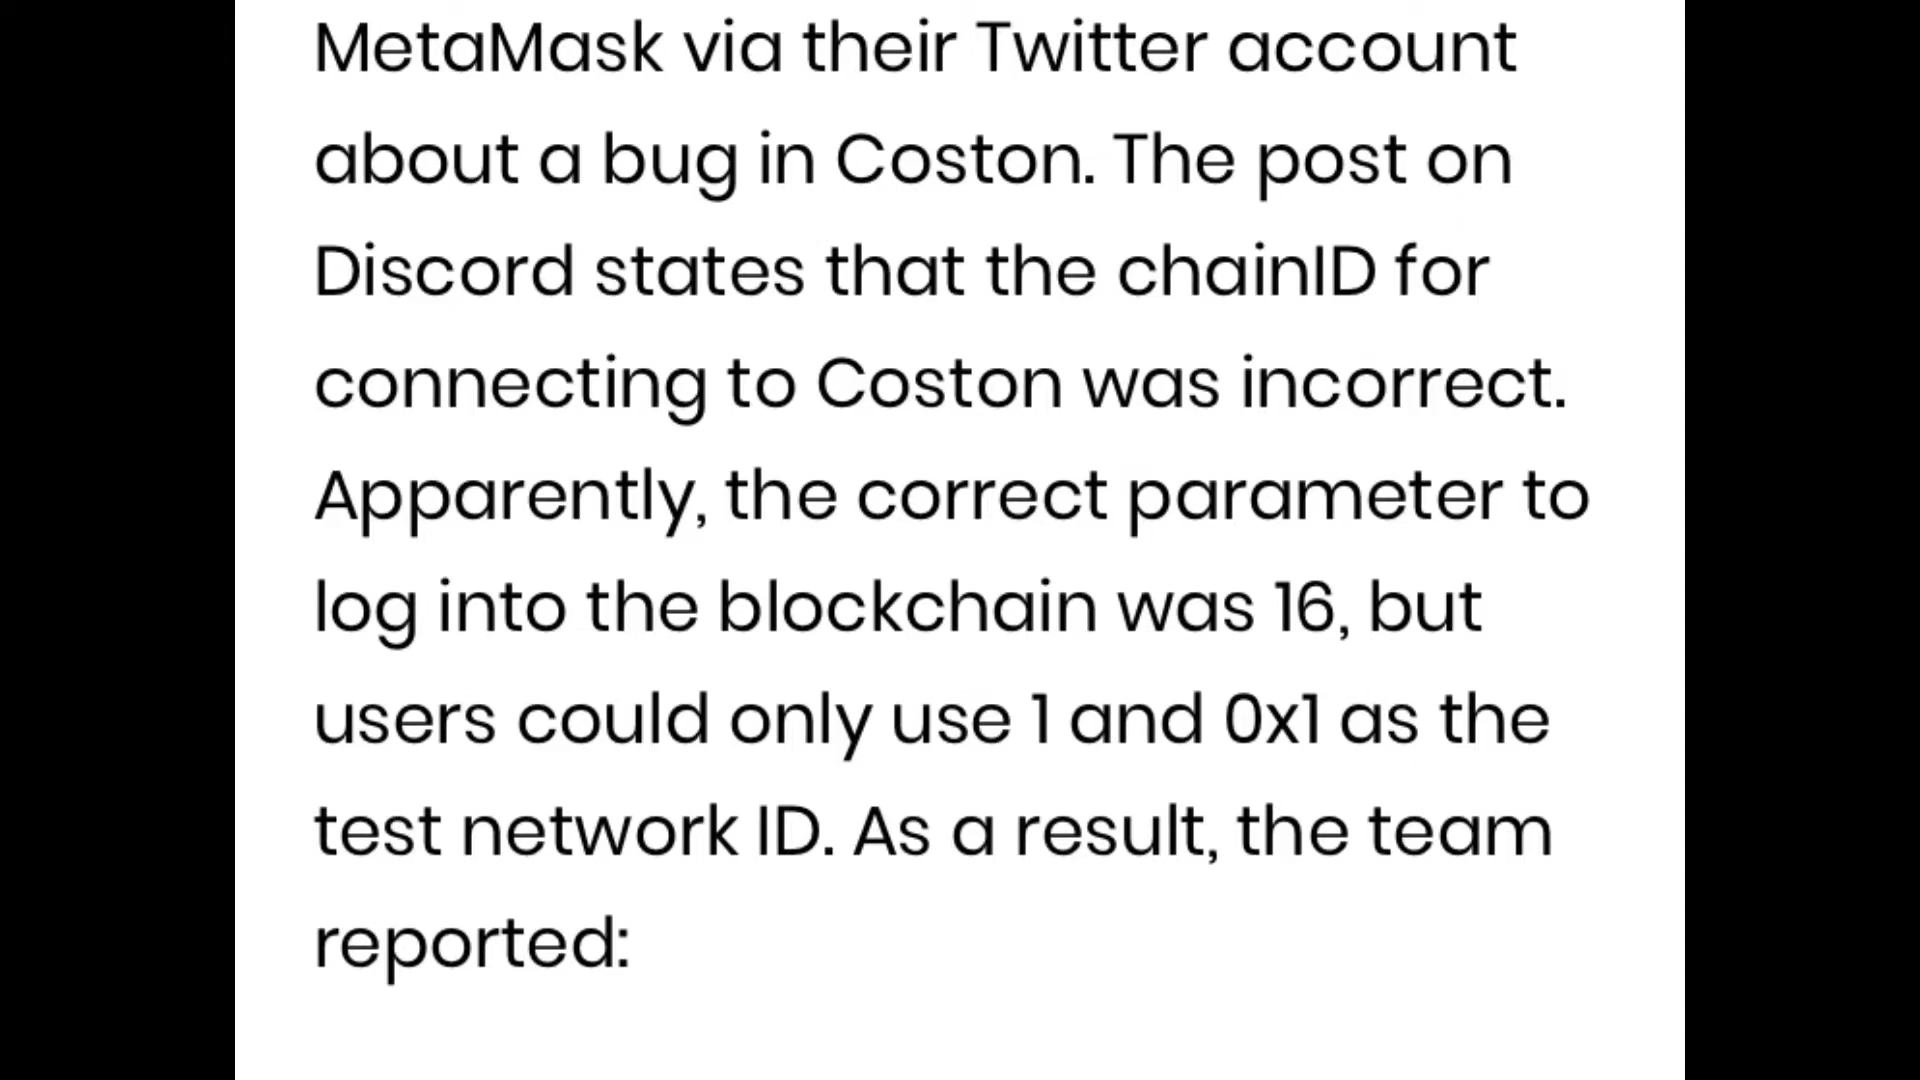 MetaMask via their Twitter account
about a bug in Coston. The post on
Discord states that the chainID for
connecting to Coston was incorrect.
Apparently, the correct parameter to
log into the blockchain was 16, but
users could only use 1 and 0x1 as the
test network ID. As a result, the team
reported: